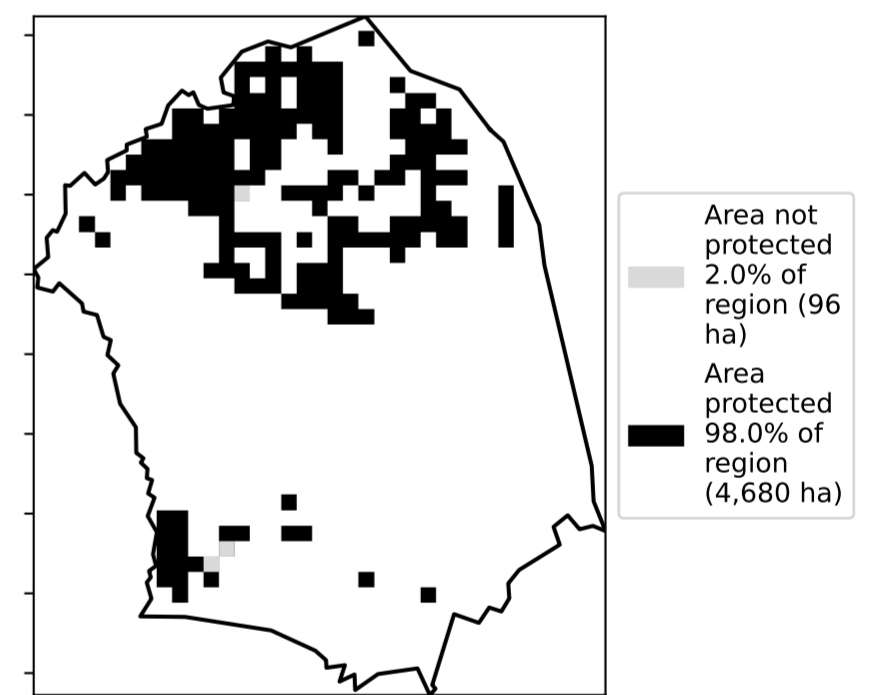 Area not
protected
2.0% of
region (96
ha)
Area
protected
98.0% of
region
(4,680 ha)